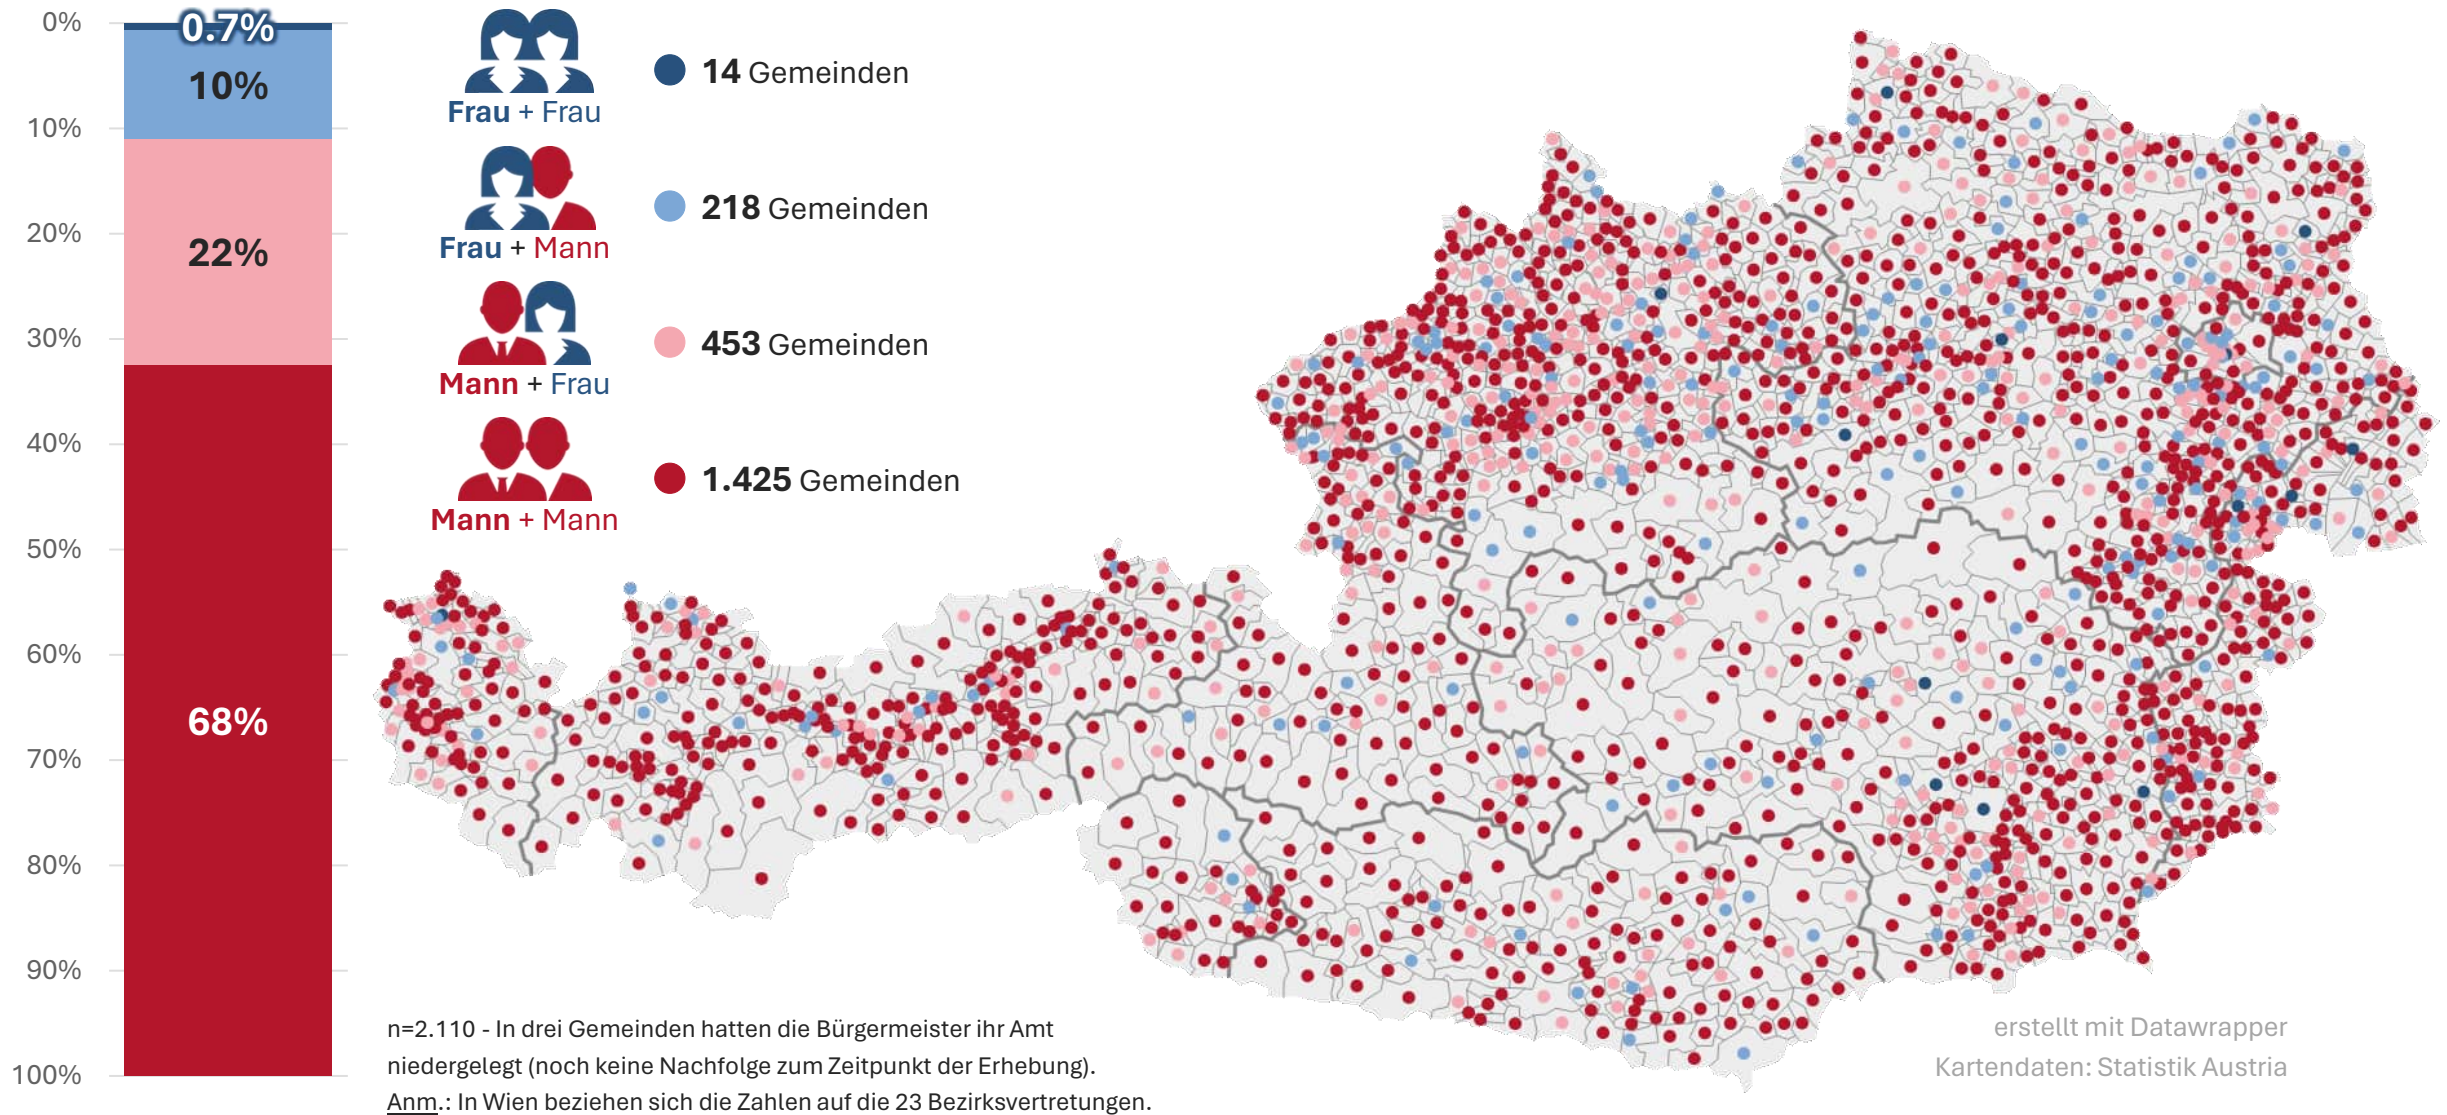 0%
10%
20%
30%
40%
50%
60%
70%
80%
90%
100%
0.7%
10%
22%
68%
Frau + Frau
14 Gemeinden
Frau + Mann
218 Gemeinden
Mann + Frau
453 Gemeinden
Mann + Mann
1.425 Gemeinden
n=2.110 - In drei Gemeinden hatten die Bürgermeister ihr Amt
niedergelegt (noch keine Nachfolge zum Zeitpunkt der Erhebung).
Anm.: In Wien beziehen sich die Zahlen auf die 23 Bezirksvertretungen.
erstellt mit Datawrapper
Kartendaten: Statistik Austria